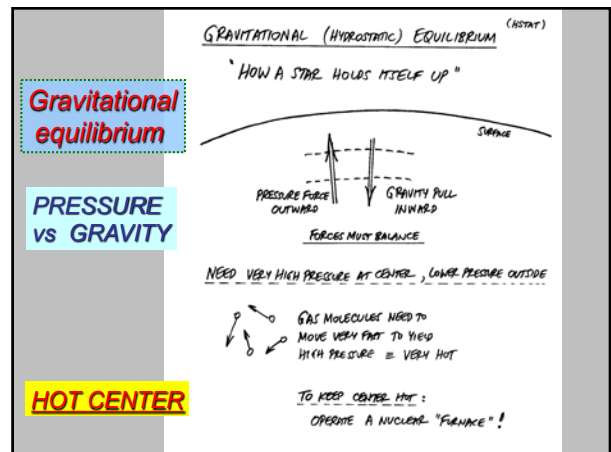 GRAVITATIONAL (HYDROSTATIC) EQUILIBRIUM (HSTAT)
"HOW A STAR HOLDS ITSELF UP"
Gravitational
equilibrium
SURFACE
PRESSURE FORCE
OUTWARD
GRAVITY PULL
INWARD
PRESSURE
vs GRAVITY
FORCES MUST BALANCE
NEED VERY HIGH PRESSURE AT CENTER, LOWER PRESSURE OUTSIDE
GAS MOLECULES NEED TO
MOVE VERY FAST TO YIELD
HIGH PRESSURE ≡ VERY HOT
HOT CENTER
TO KEEP CENTER HOT:
OPERATE A NUCLEAR "FURNACE"!